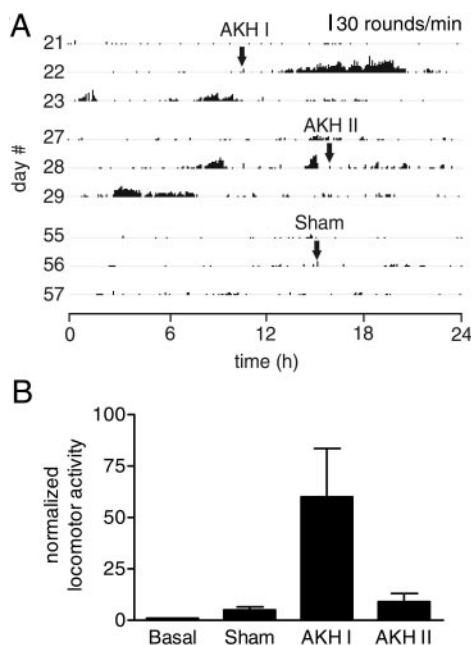 A
AKH I
30 rounds/min
21
22
23
27
AKH II
28
29
Sham
55
56
57
day #
0 6 12 18 24
time (h)
B
100
75
50
25
0
normalized
locomotor activity
Basal Sham AKH I AKH II